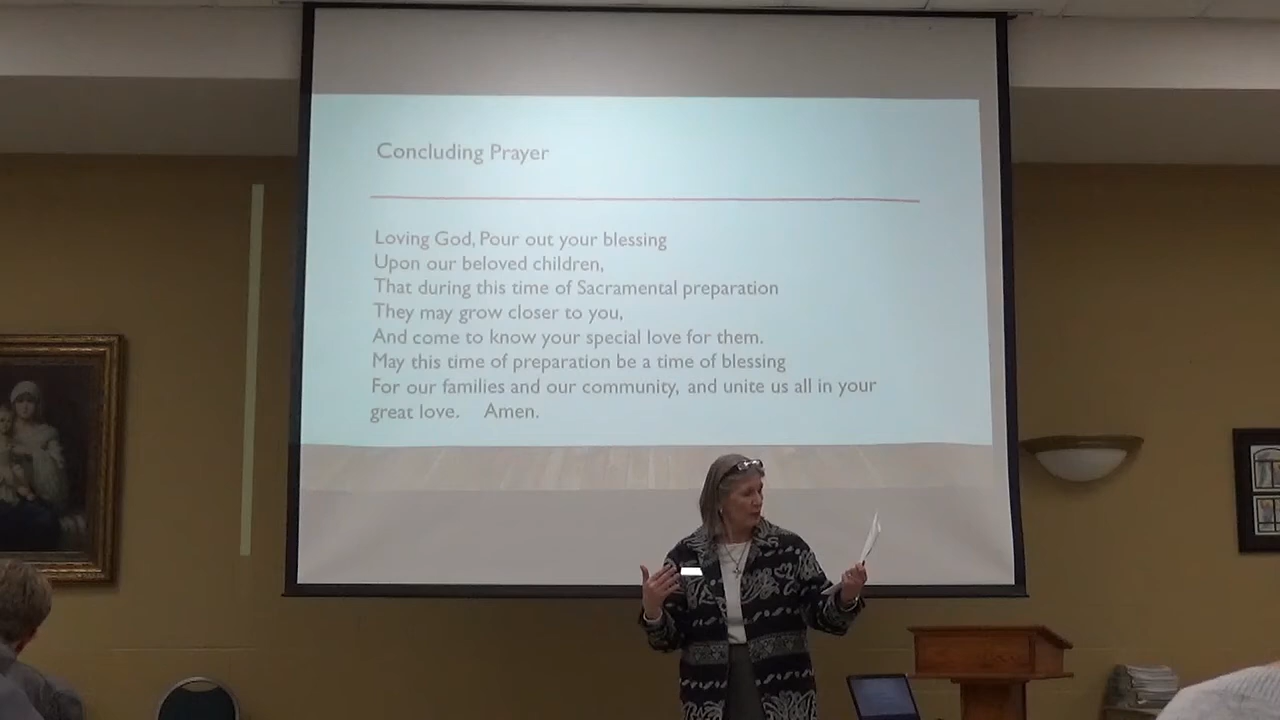 Concluding Prayer
Loving God, Pour out your blessing
Upon our beloved children,
That during this time of Sacramental preparation
They may grow closer to you,
And come to know your special love for them.
May this time of preparation be a time of blessing
For our families and our community, and unite us all in your
great love. Amen.